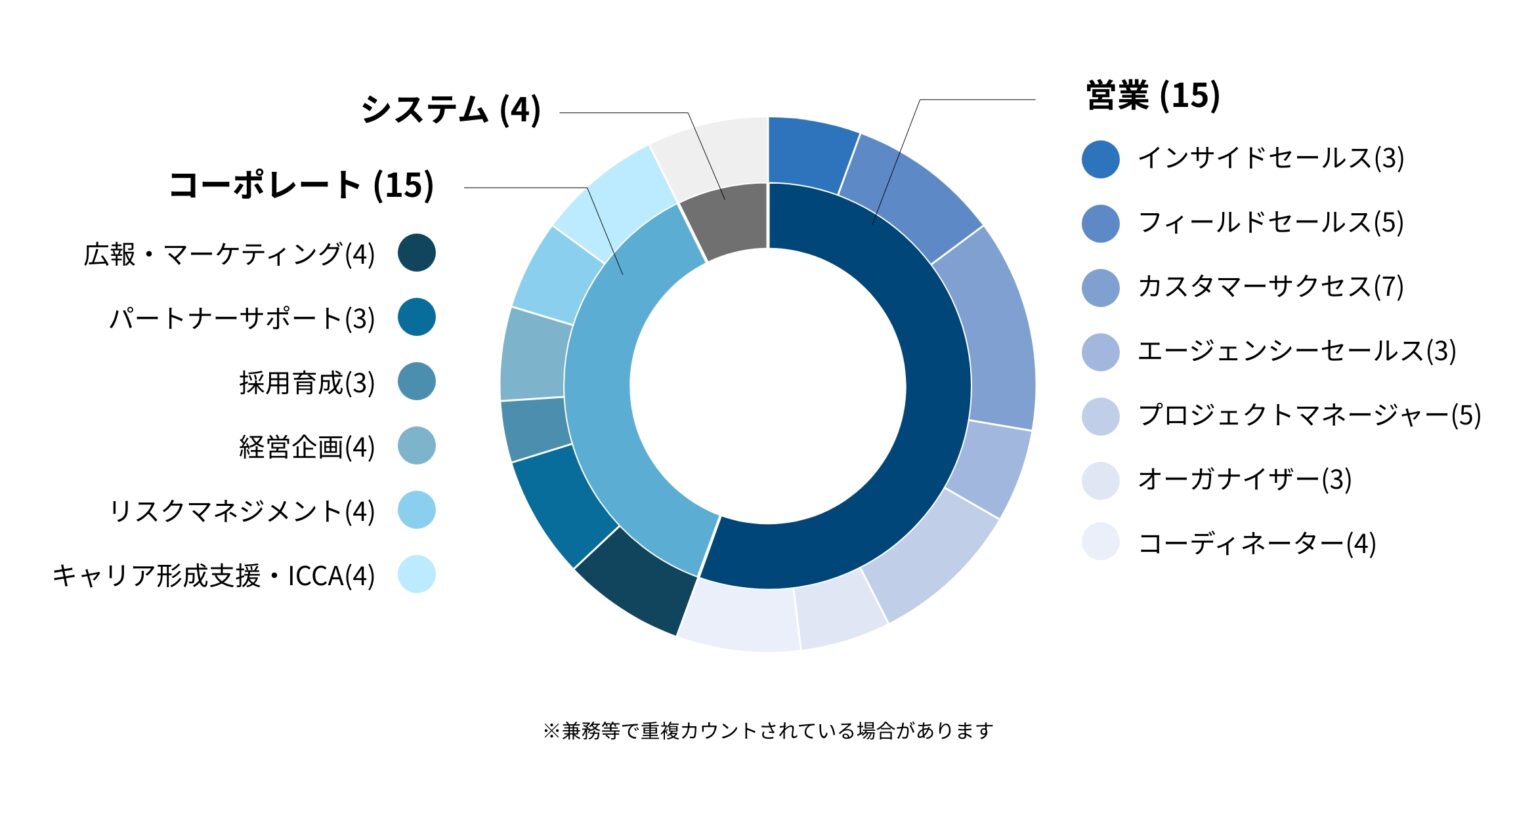 システム (4)
コーポレート (15)
広報・マーケティング(4)
パートナーサポート(3)
採用育成(3)
経営企画(4)
リスクマネジメント(4)
キャリア形成支援・ICCA(4)
営業 (15)
インサイドセールス(3)
フィールドセールス(5)
カスタマーサクセス(7)
エージェンシーセールス(3)
プロジェクトマネージャー(5)
オーガナイザー(3)
コーディネーター(4)
※兼務等で重複カウントされている場合があります